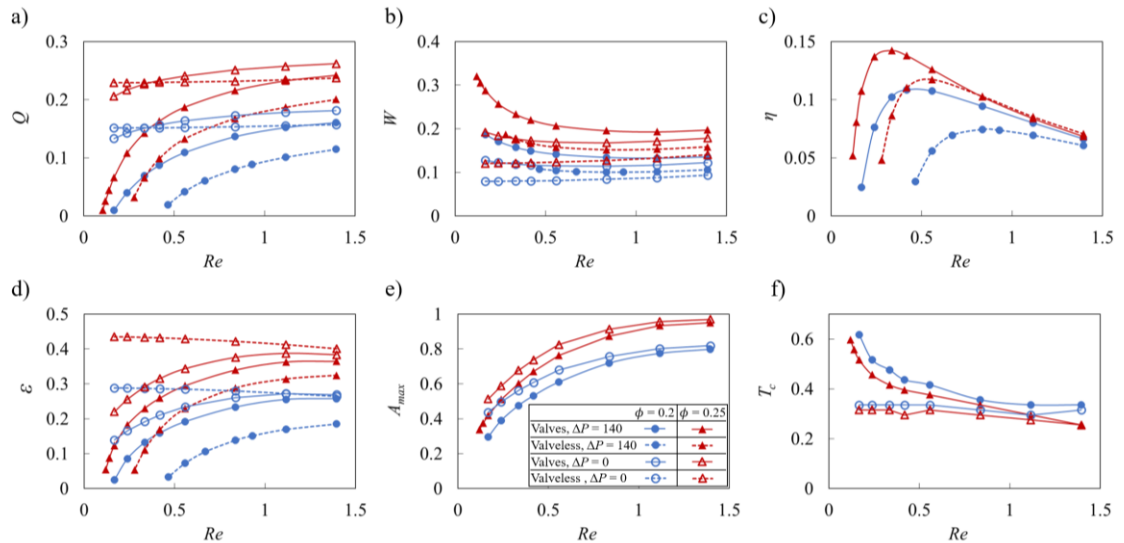 a)
Q
0.3
0.2
0.1
0
0 0.5 1 1.5
Re
b)
W
0.4
0.3
0.2
0.1
0
0 0.5 1 1.5
Re
c)
η
0.15
0.1
0.05
0
0 0.5 1 1.5
Re
d)
ε
0.5
0.4
0.3
0.2
0.1
0
0 0.5 1 1.5
Re
e)
A_max
1
0.8
0.6
0.4
0.2
0
0 0.5 1 1.5
Re
ϕ = 0.2 ϕ = 0.25
Valves, ΔP = 140
Valveless, ΔP = 140
Valves, ΔP = 0
Valveless , ΔP = 0
f)
T_c
0.6
0.4
0.2
0
0 0.5 1 1.5
Re